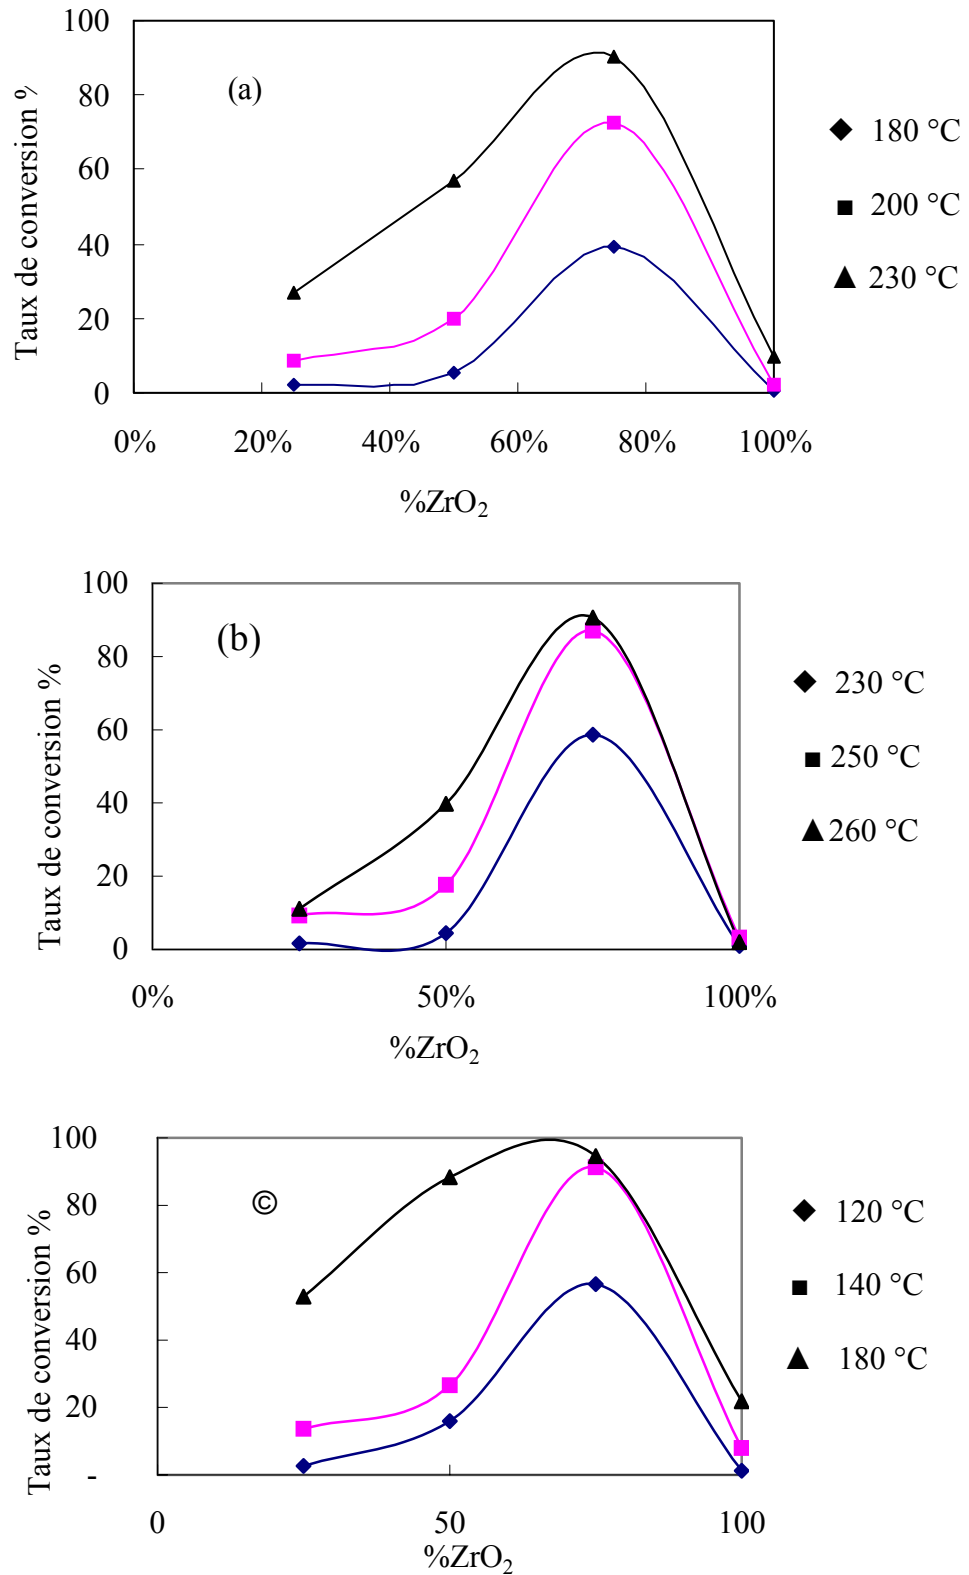 100
80
60
40
20
0
Taux de conversion %
(a)
0% 20% 40% 60% 80% 100%
%ZrO₂
180 °C
200 °C
230 °C
100
80
60
40
20
0
Taux de conversion %
(b)
0% 50% 100%
%ZrO₂
230 °C
250 °C
260 °C
100
80
60
40
20
-
Taux de conversion %
©
0 50 100
%ZrO₂
120 °C
140 °C
180 °C